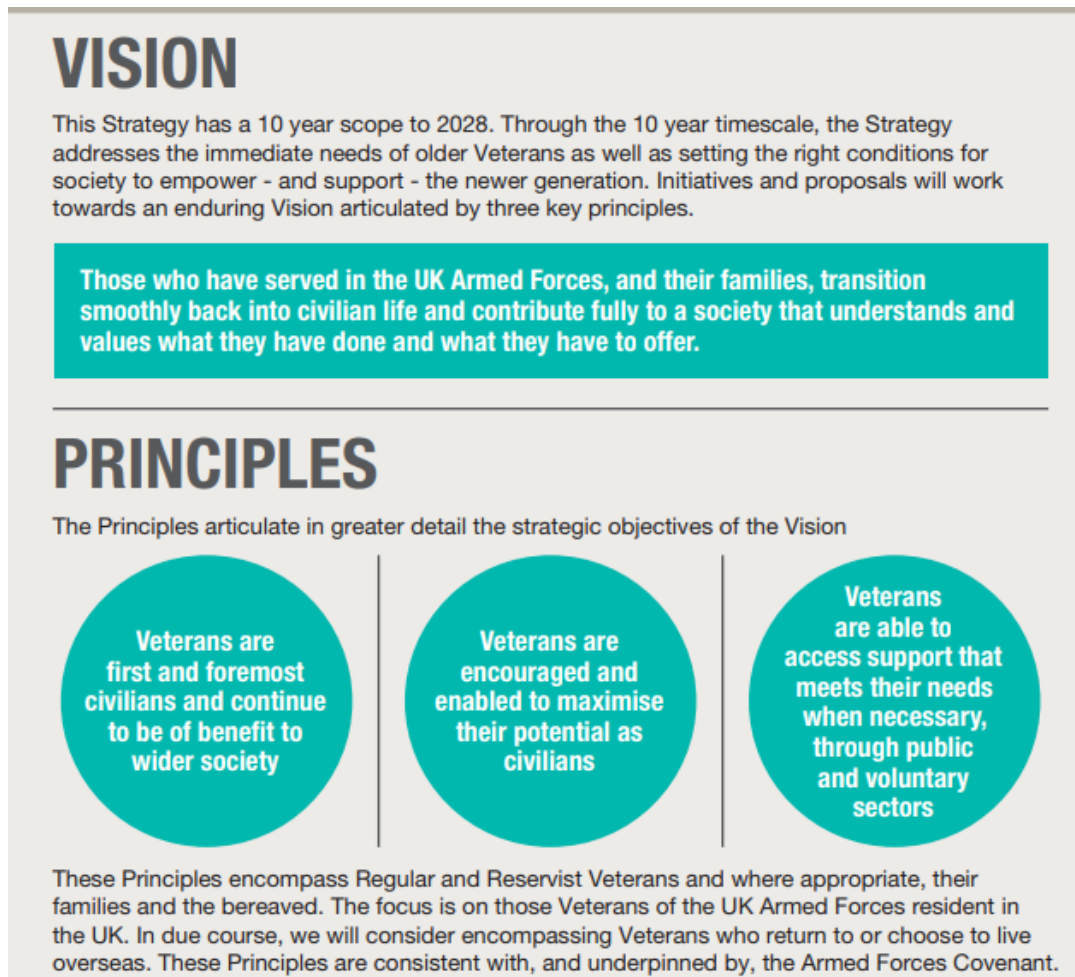 VISION
This Strategy has a 10 year scope to 2028. Through the 10 year timescale, the Strategy
addresses the immediate needs of older Veterans as well as setting the right conditions for
society to empower - and support - the newer generation. Initiatives and proposals will work
towards an enduring Vision articulated by three key principles.
Those who have served in the UK Armed Forces, and their families, transition
smoothly back into civilian life and contribute fully to a society that understands and
values what they have done and what they have to offer.
PRINCIPLES
The Principles articulate in greater detail the strategic objectives of the Vision
Veterans are
first and foremost
civilians and continue
to be of benefit to
wider society
Veterans are
encouraged and
enabled to maximise
their potential as
civilians
Veterans
are able to
access support that
meets their needs
when necessary,
through public
and voluntary
sectors
These Principles encompass Regular and Reservist Veterans and where appropriate, their
families and the bereaved. The focus is on those Veterans of the UK Armed Forces resident in
the UK. In due course, we will consider encompassing Veterans who return to or choose to live
overseas. These Principles are consistent with, and underpinned by, the Armed Forces Covenant.